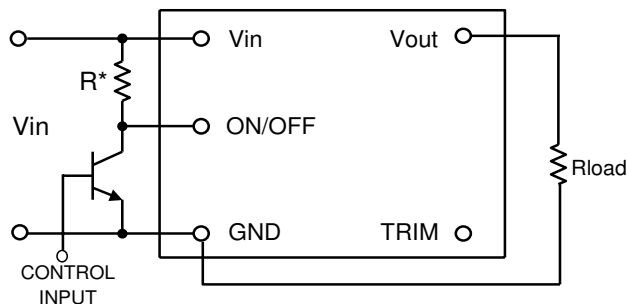 Vin
Vout
R*
Vin
ON/OFF
Rload
GND
TRIM
CONTROL
INPUT